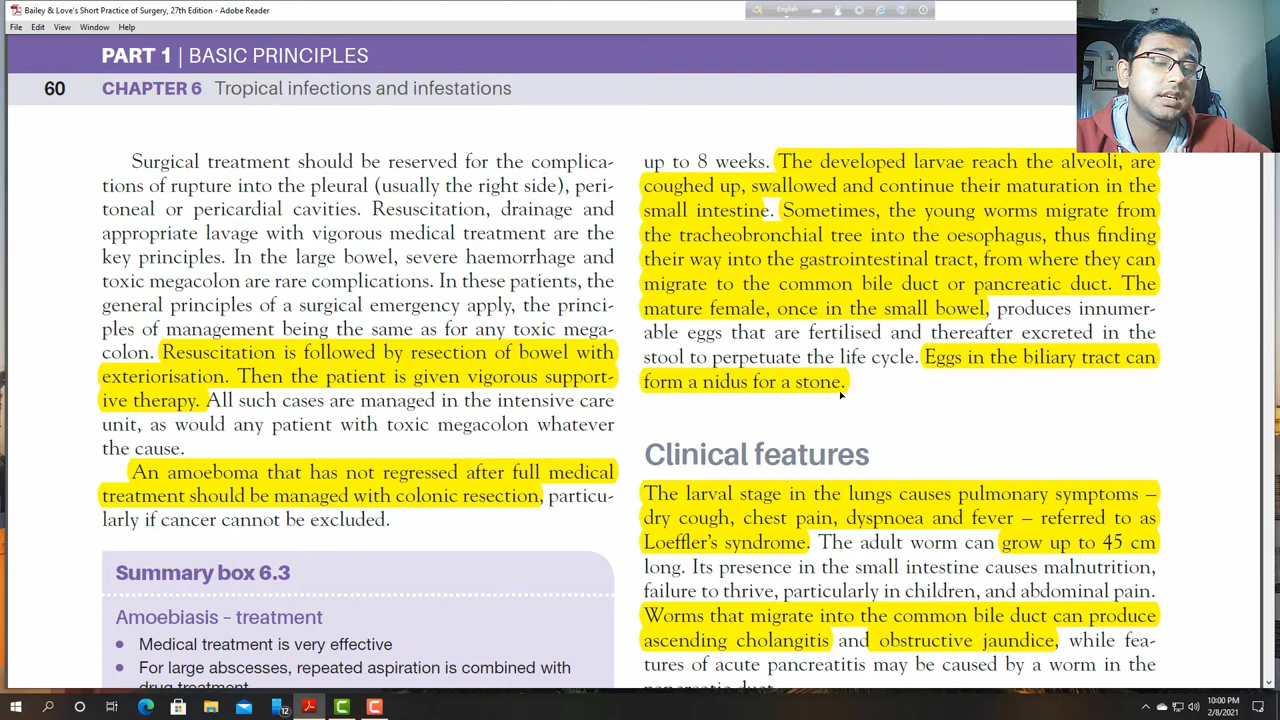 Bailey & Love's Short Practice of Surgery, 27th Edition - Adobe Reader
English
File Edit View Window Help
PART 1 | BASIC PRINCIPLES
60 CHAPTER 6 Tropical infections and infestations
Surgical treatment should be reserved for the complica-
tions of rupture into the pleural (usually the right side), peri-
toneal or pericardial cavities. Resuscitation, drainage and
appropriate lavage with vigorous medical treatment are the
key principles. In the large bowel, severe haemorrhage and
toxic megacolon are rare complications. In these patients, the
general principles of a surgical emergency apply, the princi-
ples of management being the same as for any toxic mega-
colon. Resuscitation is followed by resection of bowel with
exteriorisation. Then the patient is given vigorous support-
ive therapy. All such cases are managed in the intensive care
unit, as would any patient with toxic megacolon whatever
the cause.
An amoeboma that has not regressed after full medical
treatment should be managed with colonic resection, particu-
larly if cancer cannot be excluded.
Summary box 6.3
Amoebiasis – treatment
● Medical treatment is very effective
● For large abscesses, repeated aspiration is combined with
drug treatment
up to 8 weeks. The developed larvae reach the alveoli, are
coughed up, swallowed and continue their maturation in the
small intestine. Sometimes, the young worms migrate from
the tracheobronchial tree into the oesophagus, thus finding
their way into the gastrointestinal tract, from where they can
migrate to the common bile duct or pancreatic duct. The
mature female, once in the small bowel, produces innumer-
able eggs that are fertilised and thereafter excreted in the
stool to perpetuate the life cycle. Eggs in the biliary tract can
form a nidus for a stone.
Clinical features
The larval stage in the lungs causes pulmonary symptoms –
dry cough, chest pain, dyspnoea and fever – referred to as
Loeffler's syndrome. The adult worm can grow up to 45 cm
long. Its presence in the small intestine causes malnutrition,
failure to thrive, particularly in children, and abdominal pain.
Worms that migrate into the common bile duct can produce
ascending cholangitis and obstructive jaundice, while fea-
tures of acute pancreatitis may be caused by a worm in the
pancreatic duct
12
10:00 PM
2/8/2021